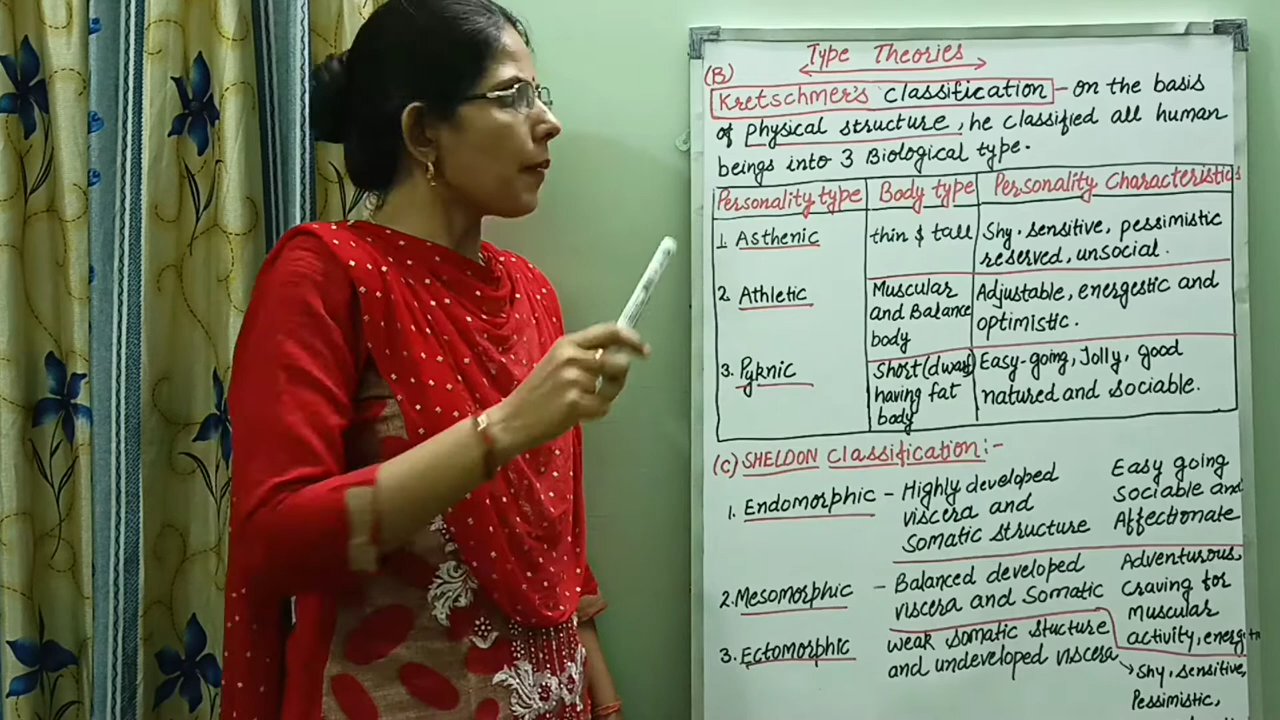 Type Theories
(B)
Kretschmer's classification – on the basis
of physical structure, he classified all human
beings into 3 Biological type.
Personality type Body type Personality Characteristics
1. Asthenic thin & tall Shy. sensitive, pessimistic
reserved, unsocial.
2. Athletic Muscular and Balance body Adjustable, energestic and
optimistic.
3. Pyknic Short (dwarf) having fat body Easy-going, Jolly, good
natured and sociable.
(C) SHELDON classification:-
1. Endomorphic – Highly developed Easy going
viscera and Sociable and
somatic structure Affectionate
2. Mesomorphic – Balanced developed Adventurous,
viscera and Somatic Craving for
muscular
activity,
3. Ectomorphic weak somatic stucture
and undeveloped viscera Shy, sensitive,
Pessimistic,